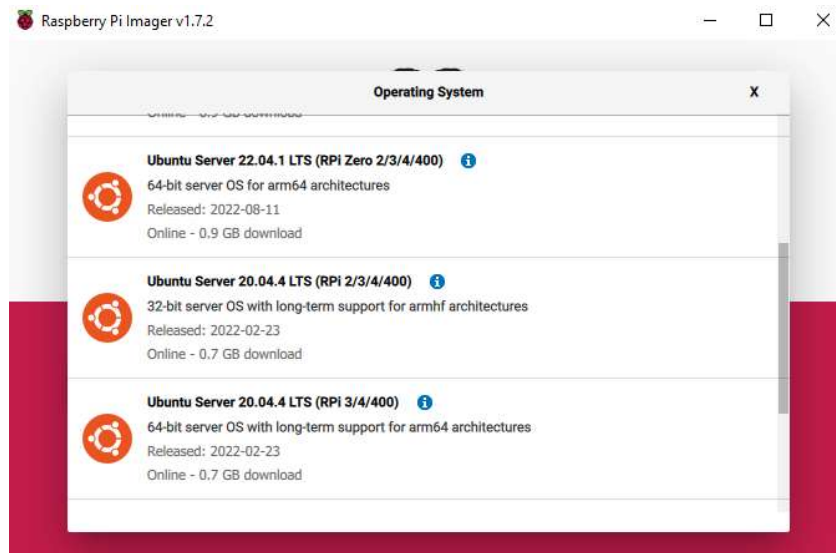 Raspberry Pi Imager v1.7.2
Operating System
X
Online - 0.9 GB download
Ubuntu Server 22.04.1 LTS (RPi Zero 2/3/4/400)
64-bit server OS for arm64 architectures
Released: 2022-08-11
Online - 0.9 GB download
Ubuntu Server 20.04.4 LTS (RPi 2/3/4/400)
32-bit server OS with long-term support for armhf architectures
Released: 2022-02-23
Online - 0.7 GB download
Ubuntu Server 20.04.4 LTS (RPi 3/4/400)
64-bit server OS with long-term support for arm64 architectures
Released: 2022-02-23
Online - 0.7 GB download